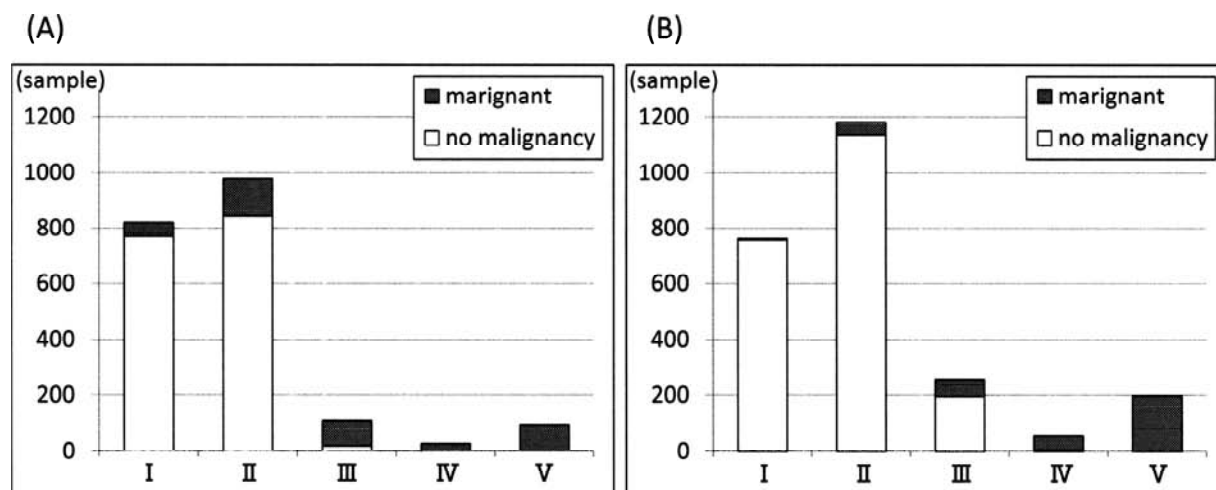 (A)
(B)
(sample)
marignant
no malignancy
1200
1000
800
600
400
200
0
I
II
III
IV
V
(sample)
marignant
no malignancy
1200
1000
800
600
400
200
0
I
II
III
IV
V